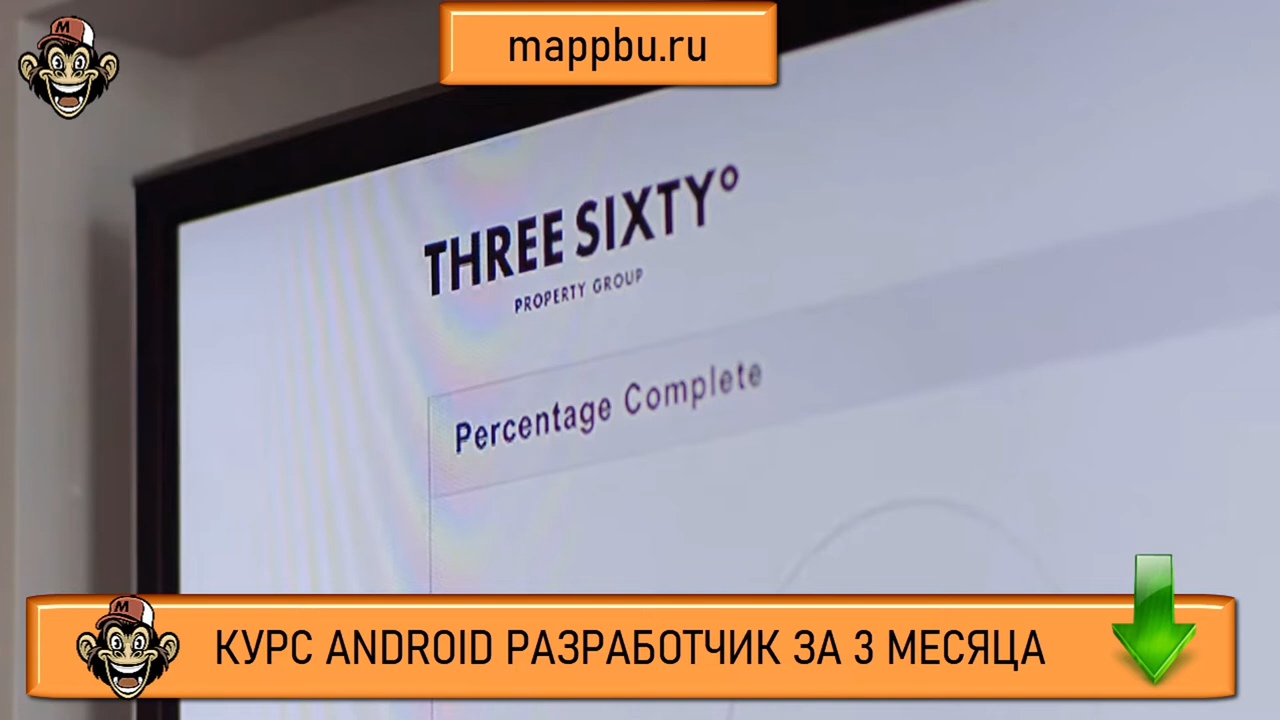 mappbu.ru
THREE SIXTY°
PROPERTY GROUP
Percentage Complete
КУРС ANDROID РАЗРАБОТЧИК ЗА 3 МЕСЯЦА
M
M